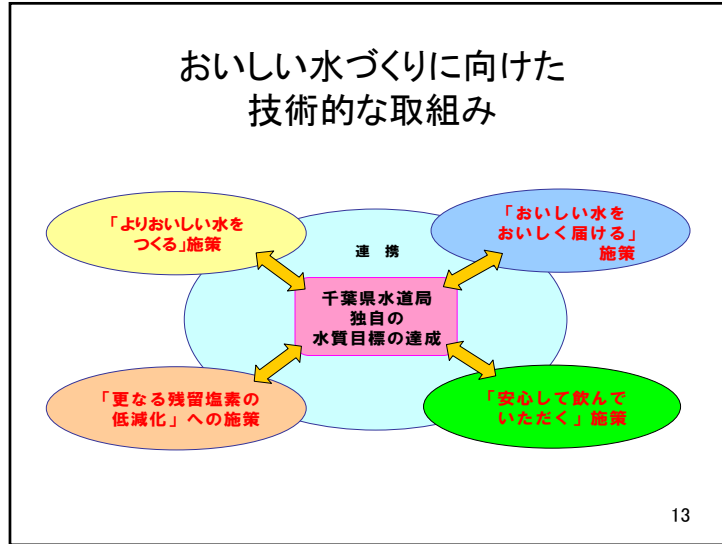 おいしい水づくりに向けた
技術的な取組み
「よりおいしい水を
つくる」施策
「おいしい水を
おいしく届ける」
施策
連 携
千葉県水道局
独自の
水質目標の達成
「更なる残留塩素の
低減化」への施策
「安心して飲んで
いただく」施策
13